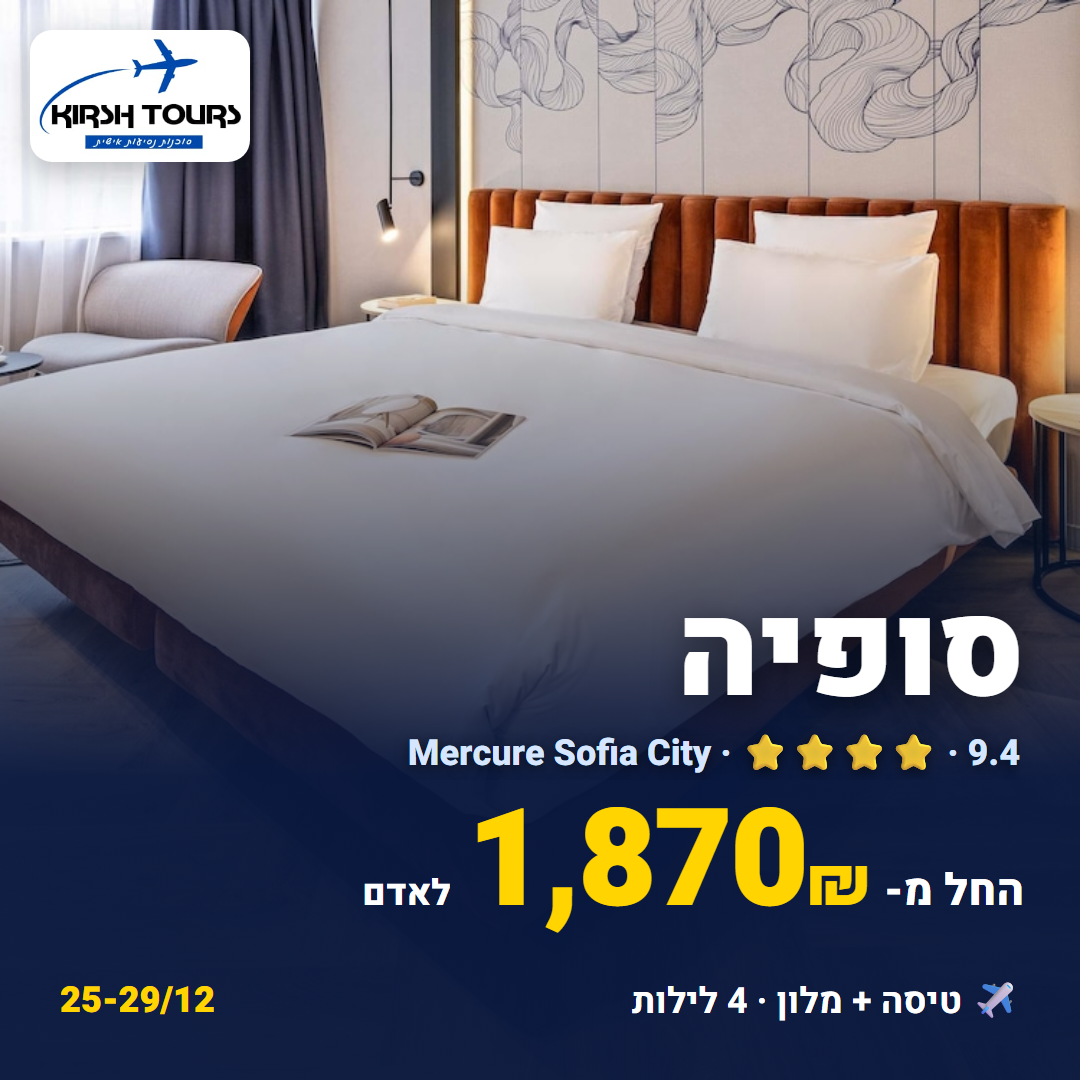 KIRSH TOURS
סוכנות נסיעות אישית
סופיה
Mercure Sofia City · ⭐⭐⭐⭐ · 9.4
החל מ- ₪1,870 לאדם
✈️ טיסה + מלון · 4 לילות
25-29/12